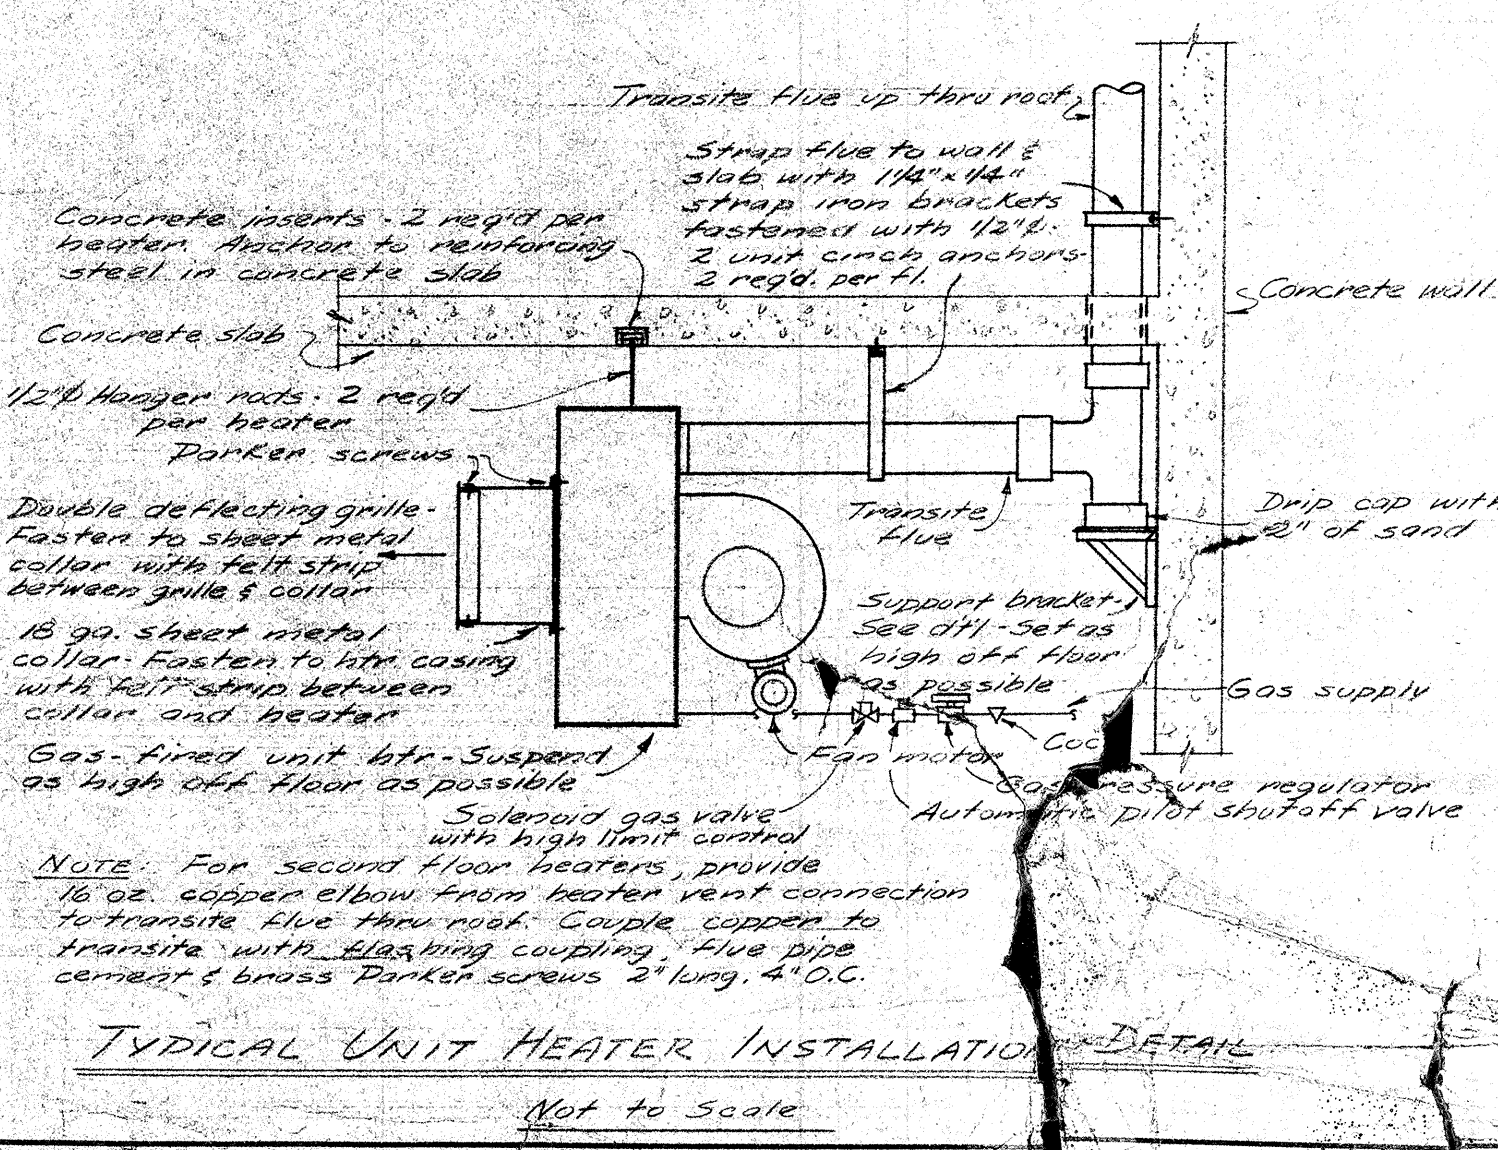 Transite flue up thru roof
Strap flue to wall &
slab with 1 1/4" x 1/4"
strap iron brackets
fastened with 1/2"φ.
2 unit cinch anchors-
2 req'd. per fl.
Concrete inserts - 2 req'd per
heater. Anchor to reinforcing
steel in concrete slab
Concrete wall
Concrete slab
1/2"φ Hanger rods - 2 req'd
per heater
Parker screws
Double deflecting grille-
Fasten to sheet metal
collar with felt strip
between grille & collar
Transite
flue
Drip cap with
2" of sand
18 ga. sheet metal
collar - Fasten to htr. casing
with felt strip between
collar and heater
Support bracket-
See dt'l - Set as
high off floor
as possible
Gas supply
Gas-fired unit htr - Suspend
as high off floor as possible
Fan motor
Gas pressure regulator
Solenoid gas valve
with high limit control
Automatic pilot shutoff valve
NOTE: For second floor heaters, provide
16 oz. copper elbow from heater vent connection
to transite flue thru roof. Couple copper to
transite with flashing coupling, flue pipe
cement & brass Parker screws 2" long, 4" O.C.
TYPICAL UNIT HEATER INSTALLATION DETAIL
Not to Scale